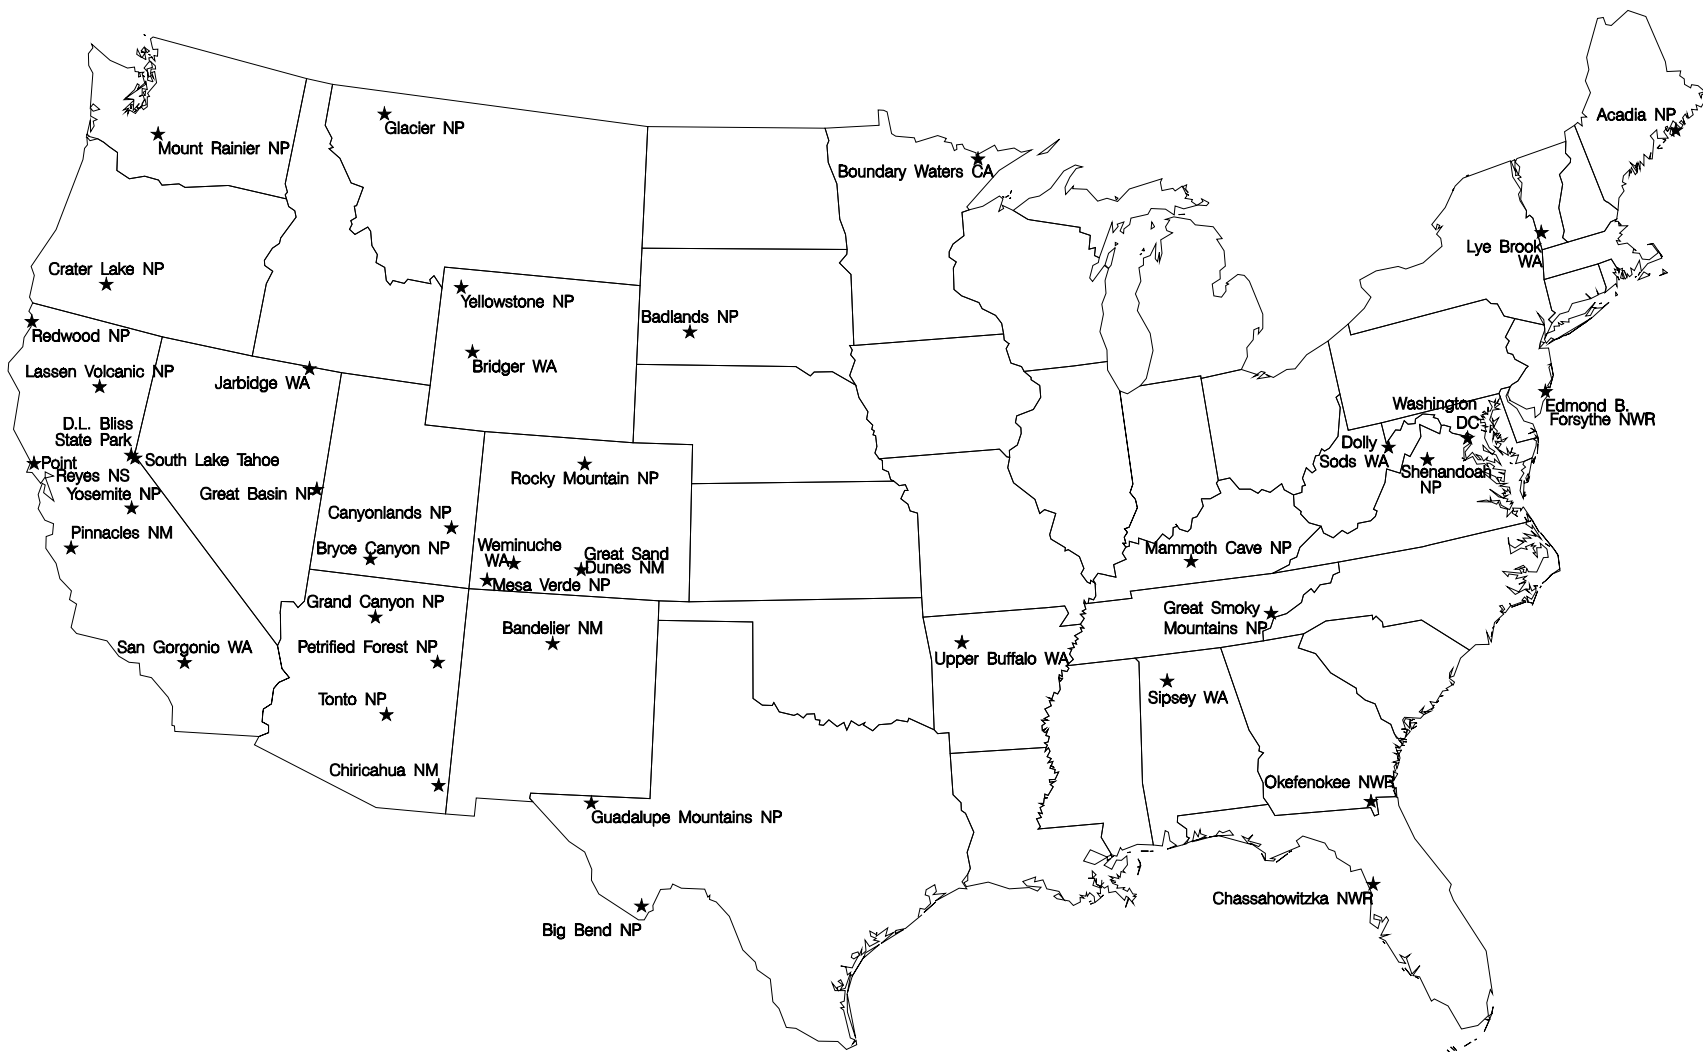 Acadia NP
Glacier NP
Mount Rainier NP
Boundary Waters CA
Lye Brook
WA
Crater Lake NP
Yellowstone NP
Badlands NP
Redwood NP
Bridger WA
Lassen Volcanic NP
Jarbidge WA
Washington
DC
Edmond B.
Forsythe NWR
D.L. Bliss
State Park
Dolly
Sods WA
South Lake Tahoe
Point
Reyes NS
Shenandoah
NP
Rocky Mountain NP
Yosemite NP
Great Basin NP
Canyonlands NP
Pinnacles NM
Bryce Canyon NP
Weminuche
WA
Great Sand
Dunes NM
Mammoth Cave NP
Mesa Verde NP
Grand Canyon NP
Great Smoky
Mountains NP
Bandelier NM
San Gorgonio WA
Petrified Forest NP
Upper Buffalo WA
Tonto NP
Sipsey WA
Chiricahua NM
Okefenokee NWR
Guadalupe Mountains NP
Chassahowitzka NWR
Big Bend NP